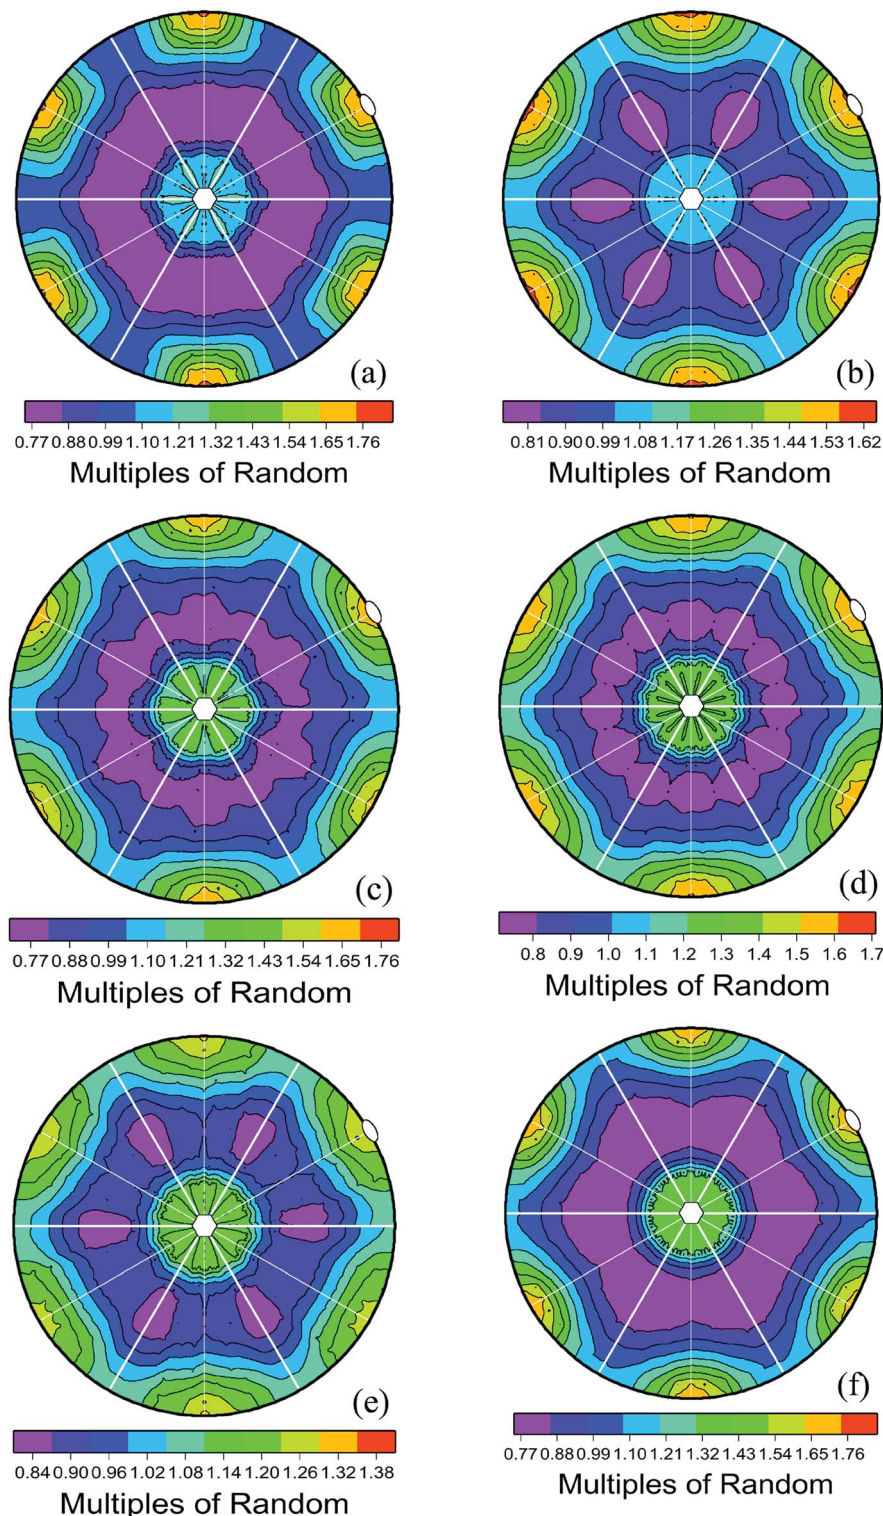 (a)
0.77 0.88 0.99 1.10 1.21 1.32 1.43 1.54 1.65 1.76
Multiples of Random
(b)
0.81 0.90 0.99 1.08 1.17 1.26 1.35 1.44 1.53 1.62
Multiples of Random
(c)
0.77 0.88 0.99 1.10 1.21 1.32 1.43 1.54 1.65 1.76
Multiples of Random
(d)
0.8 0.9 1.0 1.1 1.2 1.3 1.4 1.5 1.6 1.7
Multiples of Random
(e)
0.84 0.90 0.96 1.02 1.08 1.14 1.20 1.26 1.32 1.38
Multiples of Random
(f)
0.77 0.88 0.99 1.10 1.21 1.32 1.43 1.54 1.65 1.76
Multiples of Random